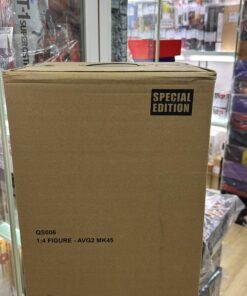 SPECIAL
EDITION
QS006
1:4 FIGURE - AVG2 MK45